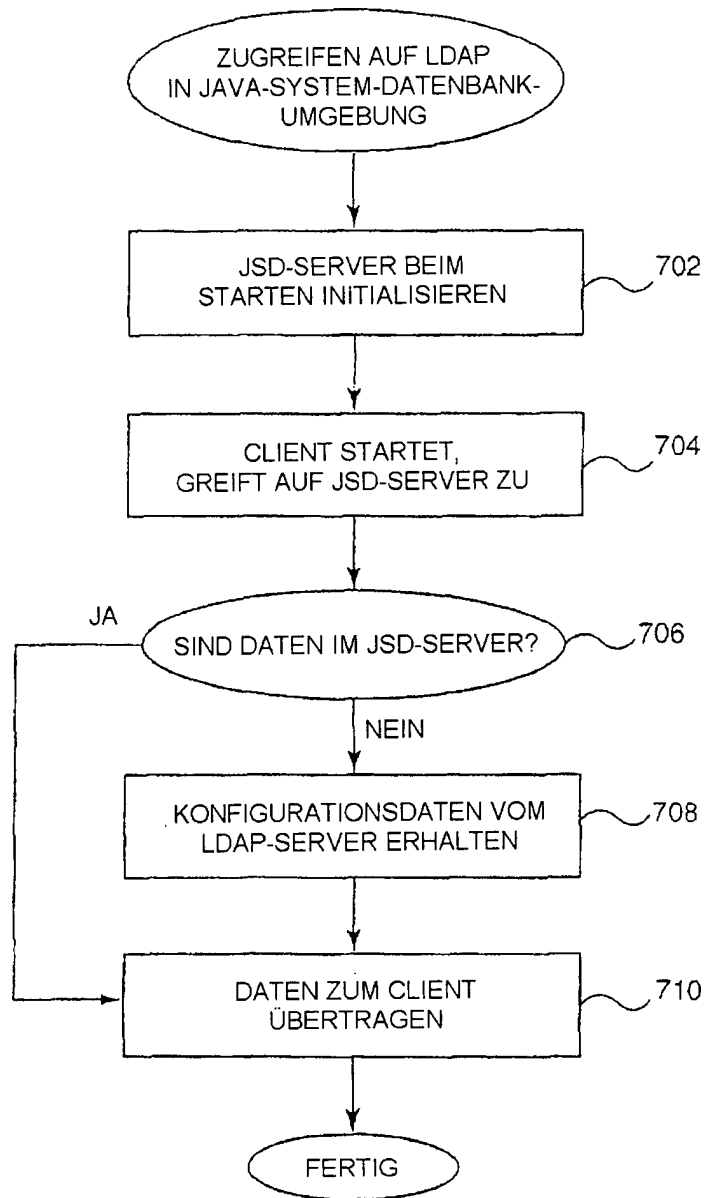 ZUGREIFEN AUF LDAP
IN JAVA-SYSTEM-DATENBANK-
UMGEBUNG
JSD-SERVER BEIM
STARTEN INITIALISIEREN
702
CLIENT STARTET,
GREIFT AUF JSD-SERVER ZU
704
JA
SIND DATEN IM JSD-SERVER?
706
NEIN
KONFIGURATIONSDATEN VOM
LDAP-SERVER ERHALTEN
708
DATEN ZUM CLIENT
ÜBERTRAGEN
710
FERTIG